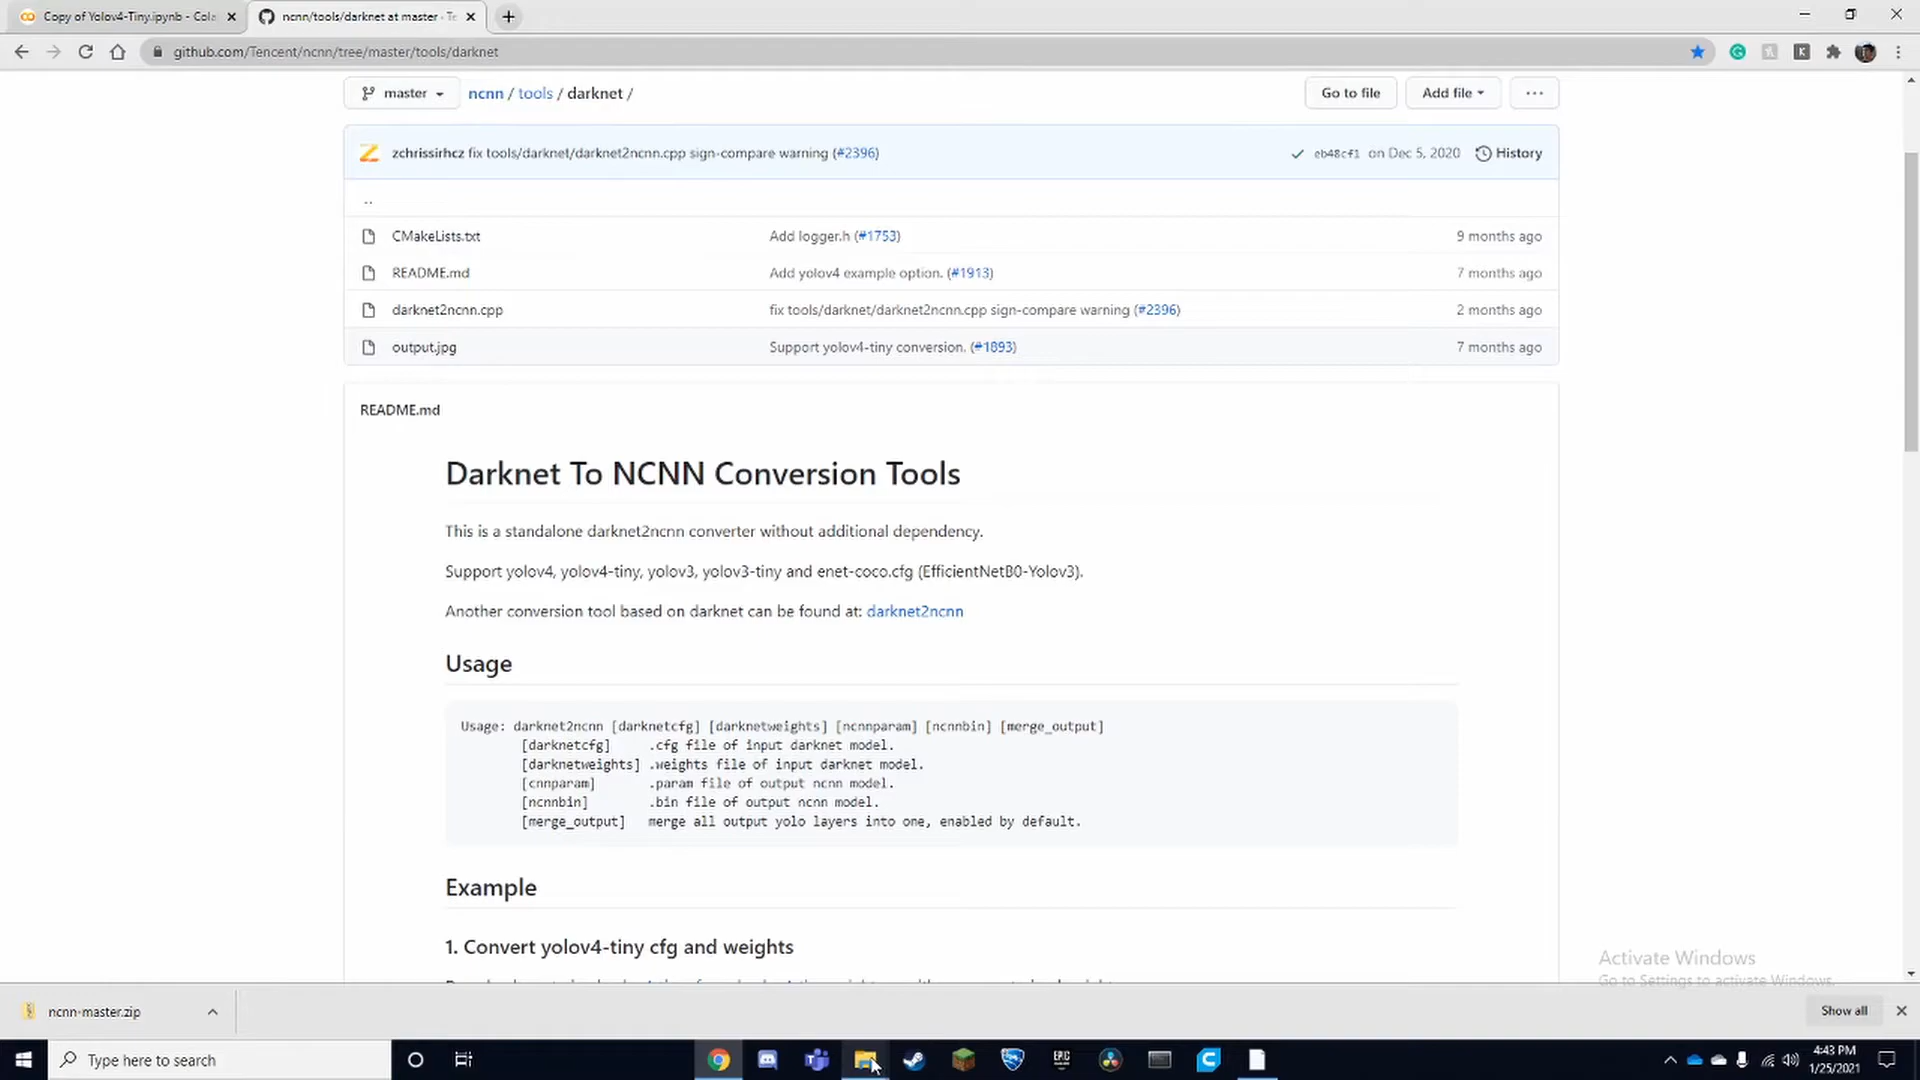 Copy of Yolov4-Tiny.ipynb - Cola
ncnn/tools/darknet at master · Te
github.com/Tencent/ncnn/tree/master/tools/darknet
master
ncnn / tools / darknet /
Go to file
Add file
zchrissirhcz fix tools/darknet/darknet2ncnn.cpp sign-compare warning (#2396)
eb48cf1 on Dec 5, 2020
History
..
CMakeLists.txt
Add logger.h (#1753)
9 months ago
README.md
Add yolov4 example option. (#1913)
7 months ago
darknet2ncnn.cpp
fix tools/darknet/darknet2ncnn.cpp sign-compare warning (#2396)
2 months ago
output.jpg
Support yolov4-tiny conversion. (#1893)
7 months ago
README.md
Darknet To NCNN Conversion Tools
This is a standalone darknet2ncnn converter without additional dependency.
Support yolov4, yolov4-tiny, yolov3, yolov3-tiny and enet-coco.cfg (EfficientNetB0-Yolov3).
Another conversion tool based on darknet can be found at: darknet2ncnn
Usage
Usage: darknet2ncnn [darknetcfg] [darknetweights] [ncnnparam] [ncnnbin] [merge_output]
[darknetcfg] .cfg file of input darknet model.
[darknetweights] .weights file of input darknet model.
[cnnparam] .param file of output ncnn model.
[ncnnbin] .bin file of output ncnn model.
[merge_output] merge all output yolo layers into one, enabled by default.
Example
1. Convert yolov4-tiny cfg and weights
Activate Windows
Go to Settings to activate Windows.
ncnn-master.zip
Show all
Type here to search
EPIC
4:43 PM
1/25/2021